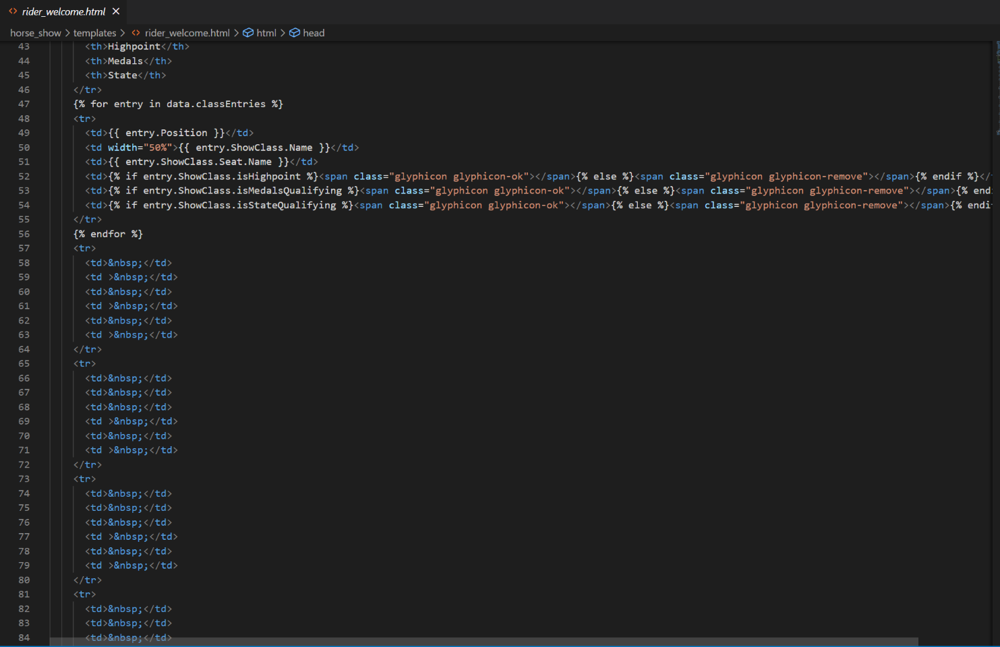 rider_welcome.html
horse_show > templates > rider_welcome.html > html > head
43 <th>Highpoint</th>
44 <th>Medals</th>
45 <th>State</th>
46 </tr>
47 {% for entry in data.classEntries %}
48 <tr>
49 <td>{{ entry.Position }}</td>
50 <td width="50%">{{ entry.ShowClass.Name }}</td>
51 <td>{{ entry.ShowClass.Seat.Name }}</td>
52 <td>{% if entry.ShowClass.isHighpoint %}<span class="glyphicon glyphicon-ok"></span>{% else %}<span class="glyphicon glyphicon-remove"></span>{% endif %}</
53 <td>{% if entry.ShowClass.isMedalsQualifying %}<span class="glyphicon glyphicon-ok"></span>{% else %}<span class="glyphicon glyphicon-remove"></span>{% end
54 <td>{% if entry.ShowClass.isStateQualifying %}<span class="glyphicon glyphicon-ok"></span>{% else %}<span class="glyphicon glyphicon-remove"></span>{% endi
55 </tr>
56 {% endfor %}
57 <tr>
58 <td>&nbsp;</td>
59 <td >&nbsp;</td>
60 <td>&nbsp;</td>
61 <td >&nbsp;</td>
62 <td>&nbsp;</td>
63 <td >&nbsp;</td>
64 </tr>
65 <tr>
66 <td>&nbsp;</td>
67 <td>&nbsp;</td>
68 <td>&nbsp;</td>
69 <td >&nbsp;</td>
70 <td>&nbsp;</td>
71 <td >&nbsp;</td>
72 </tr>
73 <tr>
74 <td>&nbsp;</td>
75 <td>&nbsp;</td>
76 <td>&nbsp;</td>
77 <td >&nbsp;</td>
78 <td>&nbsp;</td>
79 <td >&nbsp;</td>
80 </tr>
81 <tr>
82 <td>&nbsp;</td>
83 <td>&nbsp;</td>
84 <td>&nbsp;</td>